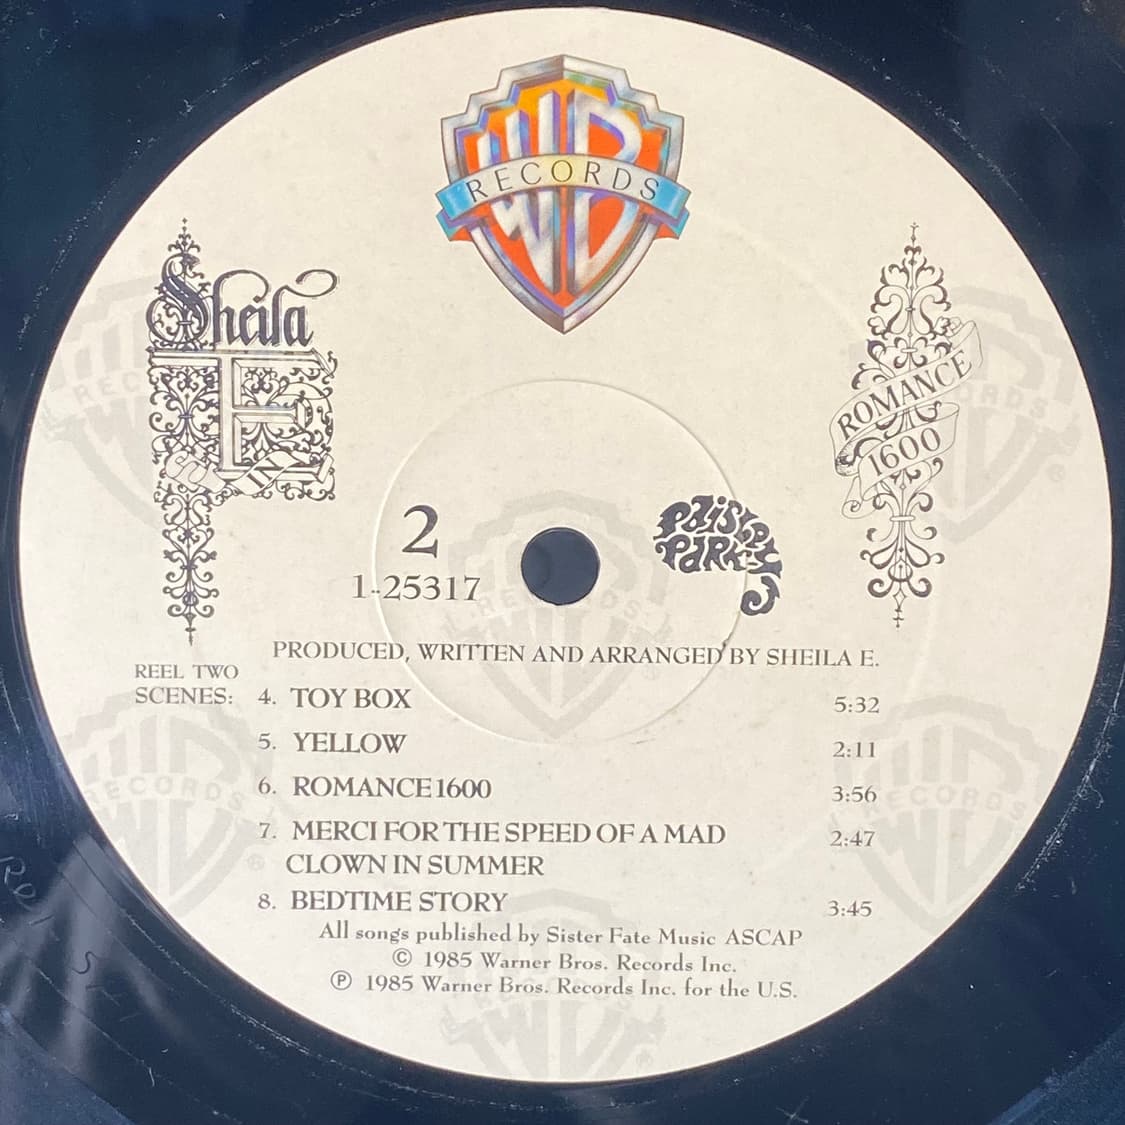 WB
RECORDS
Sheila
E
IN
ROMANCE
1600
2
1-25317
Paisley
Park
PRODUCED, WRITTEN AND ARRANGED BY SHEILA E.
REEL TWO
SCENES: 4. TOY BOX 5:32
5. YELLOW 2:11
6. ROMANCE1600 3:56
7. MERCI FOR THE SPEED OF A MAD 2:47
CLOWN IN SUMMER
8. BEDTIME STORY 3:45
All songs published by Sister Fate Music ASCAP
© 1985 Warner Bros. Records Inc.
℗ 1985 Warner Bros. Records Inc. for the U.S.